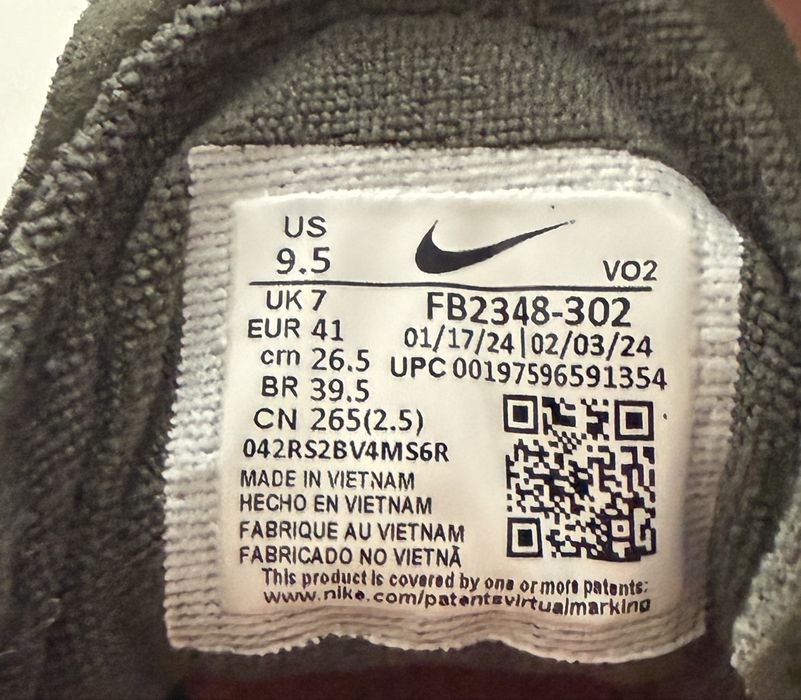 US
9.5
VO2
UK 7
FB2348-302
EUR 41
01/17/24|02/03/24
cm 26.5
UPC 00197596591354
BR 39.5
CN 265(2.5)
042RS2BV4MS6R
MADE IN VIETNAM
HECHO EN VIETNAM
FABRIQUE AU VIETNAM
FABRICADO NO VIETNÃ
This product is covered by one or more patents:
www.nike.com/patentsvirtualmarking